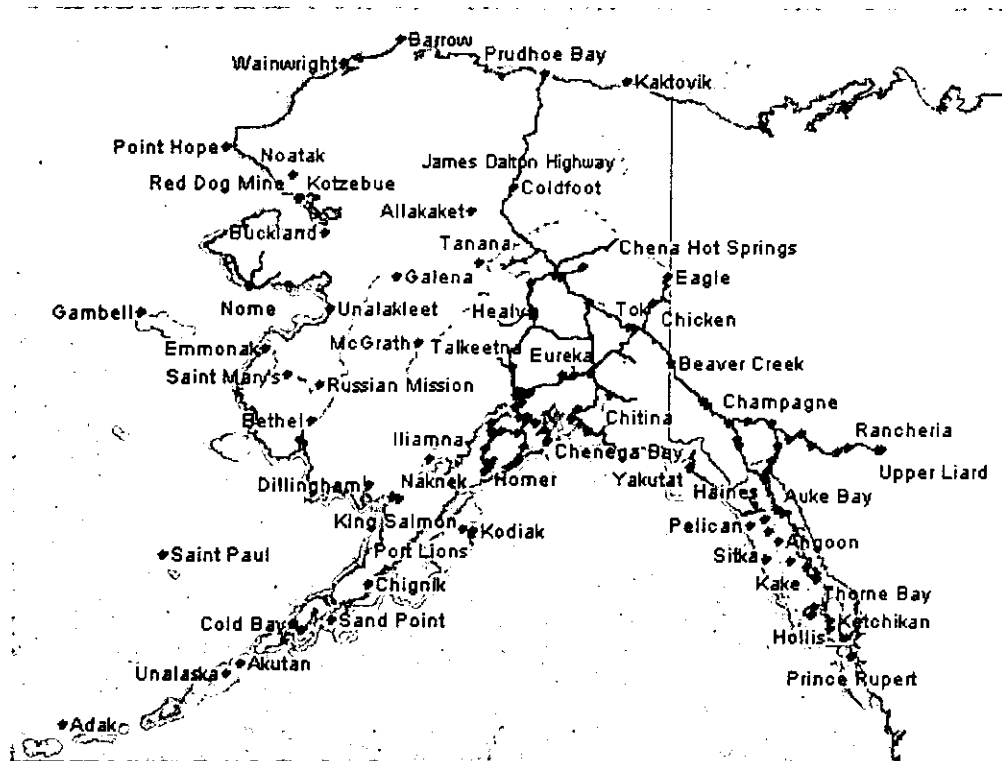 Barrow
Wainwright
Prudhoe Bay
Kaktovik
Point Hope
Noatak
James Dalton Highway
Red Dog Mine
Kotzebue
Coldfoot
Allakaket
Buckland
Tanana
Chena Hot Springs
Galena
Eagle
Nome
Unalakleet
Healy
Tok
Gambell
Chicken
Emmonak
McGrath
Talkeetna
Eureka
Beaver Creek
Saint Mary's
Russian Mission
Champagne
Bethel
Chitina
Iliamna
Rancheria
Chenega Bay
Upper Liard
Dillingham
Naknek
Homer
Yakutat
Haines
Auke Bay
King Salmon
Kodiak
Pelican
Angoon
Saint Paul
Port Lions
Sitka
Chignik
Kake
Thorne Bay
Cold Bay
Sand Point
Ketchikan
Hollis
Akutan
Unalaska
Prince Rupert
Adak